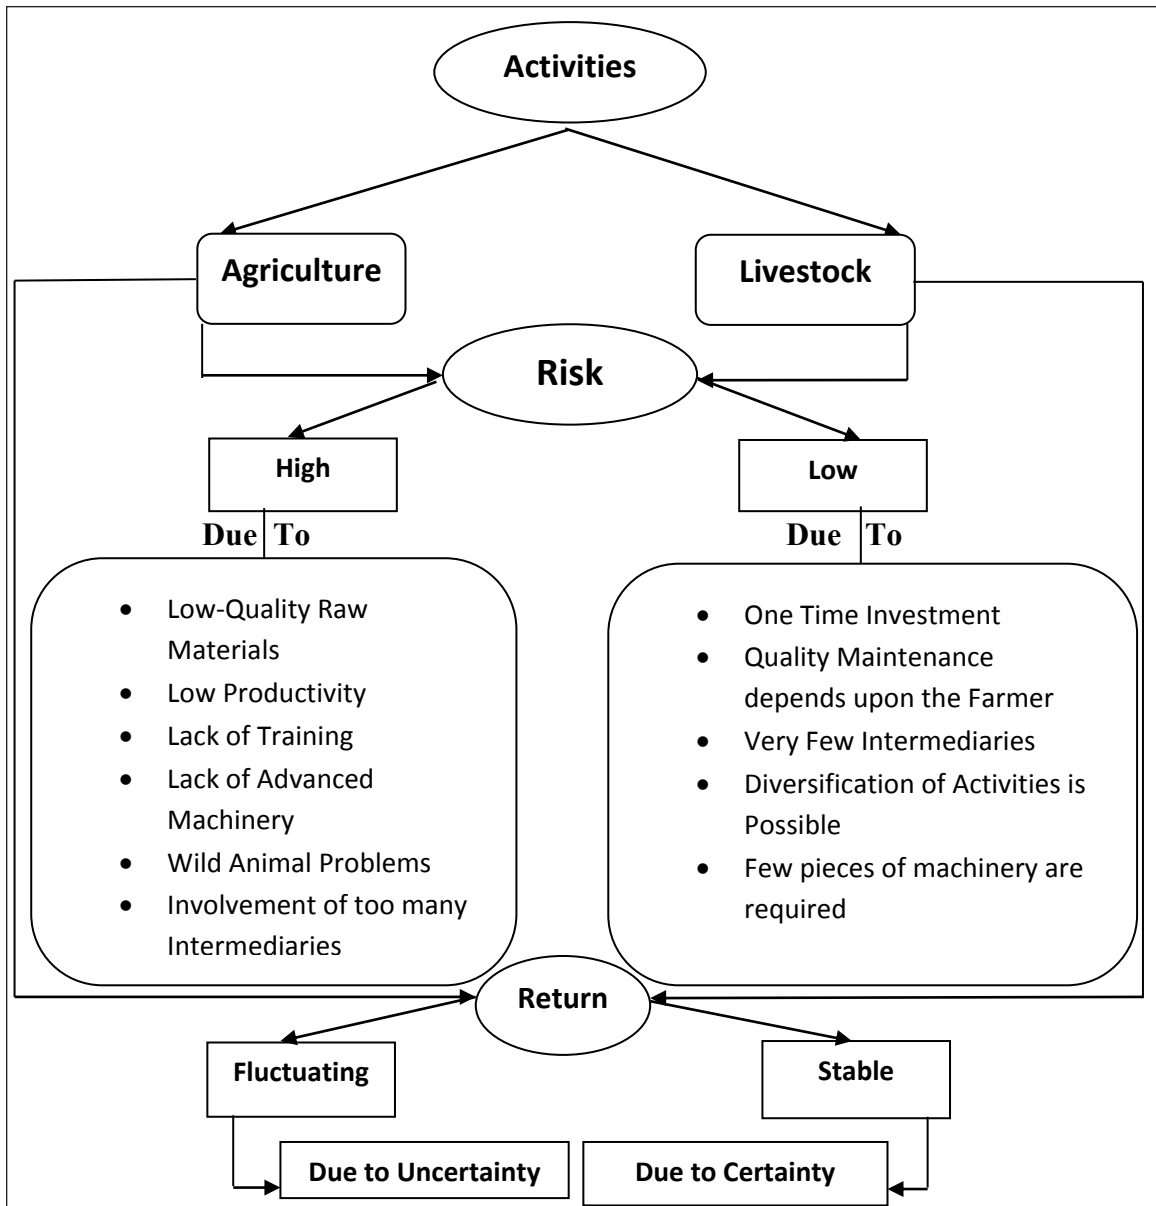 Activities
Agriculture
Livestock
Risk
High
Low
Due To
Due To
• Low-Quality Raw
Materials
• Low Productivity
• Lack of Training
• Lack of Advanced
Machinery
• Wild Animal Problems
• Involvement of too many
Intermediaries
• One Time Investment
• Quality Maintenance
depends upon the Farmer
• Very Few Intermediaries
• Diversification of Activities is
Possible
• Few pieces of machinery are
required
Return
Fluctuating
Stable
Due to Uncertainty
Due to Certainty